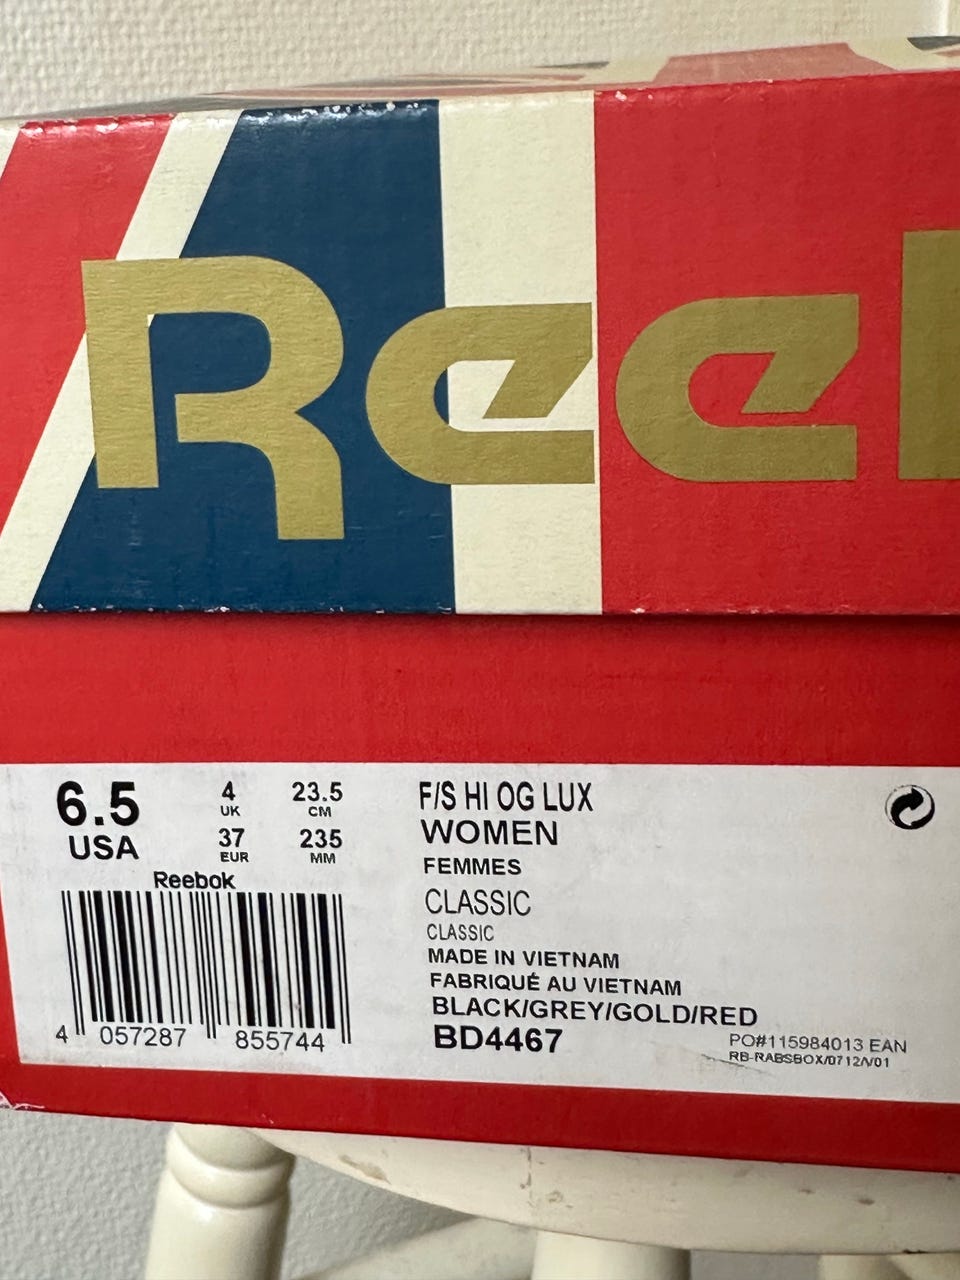 Reeb
6.5
USA
4
UK
37
EUR
23.5
CM
235
MM
Reebok
4 057287 855744
F/S HI OG LUX
WOMEN
FEMMES
CLASSIC
CLASSIC
MADE IN VIETNAM
FABRIQUÉ AU VIETNAM
BLACK/GREY/GOLD/RED
BD4467
PO#115984013 EAN
RB-RABSBOX/0712/V01